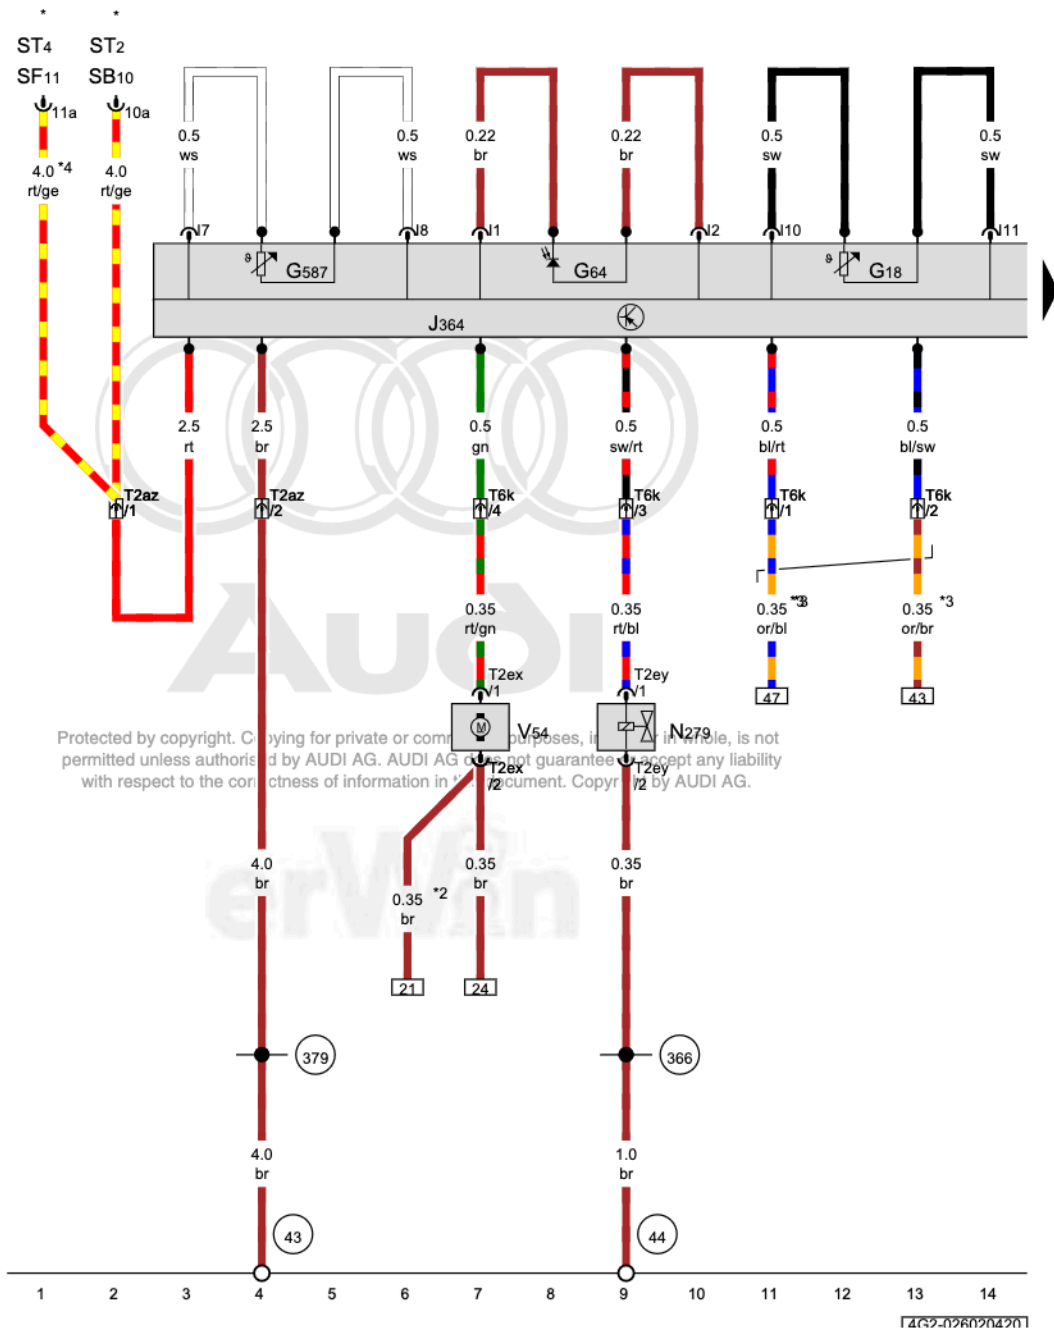 * *
ST4 ST2
SF11 SB10
11a 10a
0.5 0.5 0.22 0.22 0.5 0.5
ws ws br br sw sw
4.0 *4 4.0
rt/ge rt/ge
I7 I8 I1 I2 I10 I11
ϑ G587 G64 ϑ G18
J364
2.5 2.5 0.5 0.5 0.5 0.5
rt br gn sw/rt bl/rt bl/sw
T2az T2az T6k T6k T6k T6k
/1 /2 /4 /3 /1 /2
0.35 0.35 0.35 *3 0.35 *3
rt/gn rt/bl or/bl or/br
Audi
T2ex T2ey
/1 /1
47 43
M V54 N279
Protected by copyright. Copying for private or commercial purposes, in part or in whole, is not
permitted unless authorised by AUDI AG. AUDI AG does not guarantee or accept any liability
with respect to the correctness of information in this document. Copyright by AUDI AG.
T2ex T2ey
/2 /2
erWin
4.0 0.35 0.35
br br br
0.35 *2
br
21 24
379 366
4.0 1.0
br br
43 44
1 2 3 4 5 6 7 8 9 10 11 12 13 14
4G2-026020420